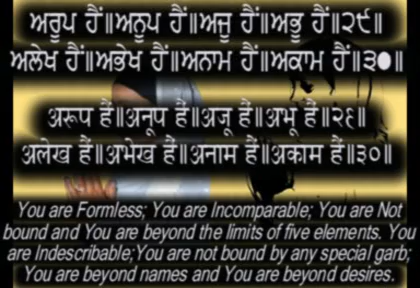 ਅਰੂਪ ਹੈਂ॥ਅਨੂਪ ਹੈਂ॥ਅਜੂ ਹੈਂ॥ਅਭੂ ਹੈਂ॥੨੯॥
ਅਲੇਖ ਹੈਂ॥ਅਭੇਖ ਹੈਂ॥ਅਨਾਮ ਹੈਂ॥ਅਕਾਮ ਹੈਂ॥੩੦॥
अरूप हैं॥अनूप हैं॥अजू हैं॥अभू हैं॥२९॥
अलेख हैं॥अभेख हैं॥अनाम हैं॥अकाम हैं॥३०॥
You are Formless; You are Incomparable; You are Not
bound and You are beyond the limits of five elements. You
are Indescribable;You are not bound by any special garb;
You are beyond names and You are beyond desires.